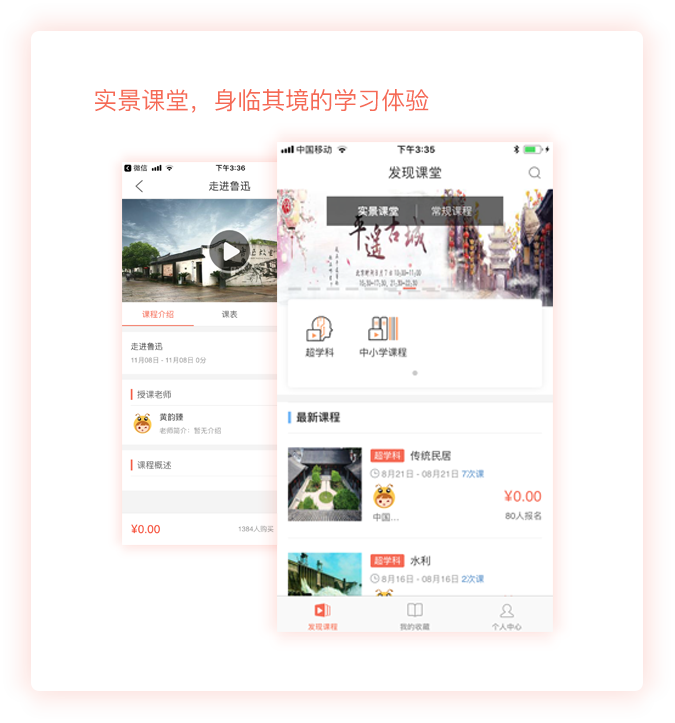 实景课堂，身临其境的学习体验
微信
下午3:36
走进鲁迅
课程介绍
课表
走进鲁迅
11月08日 - 11月08日 0分
授课老师
黄韵臻
老师简介：暂无介绍
课程概述
¥0.00
1384人购买
中国移动
下午3:35
发现课堂
实景课堂
常规课程
平遥古城
超学科
中小学课程
最新课程
超学科 传统民居
8月21日 - 08月21日 7次课
中国...
¥0.00
80人报名
超学科 水利
8月16日 - 08月16日 2次课
发现课程
我的收藏
个人中心